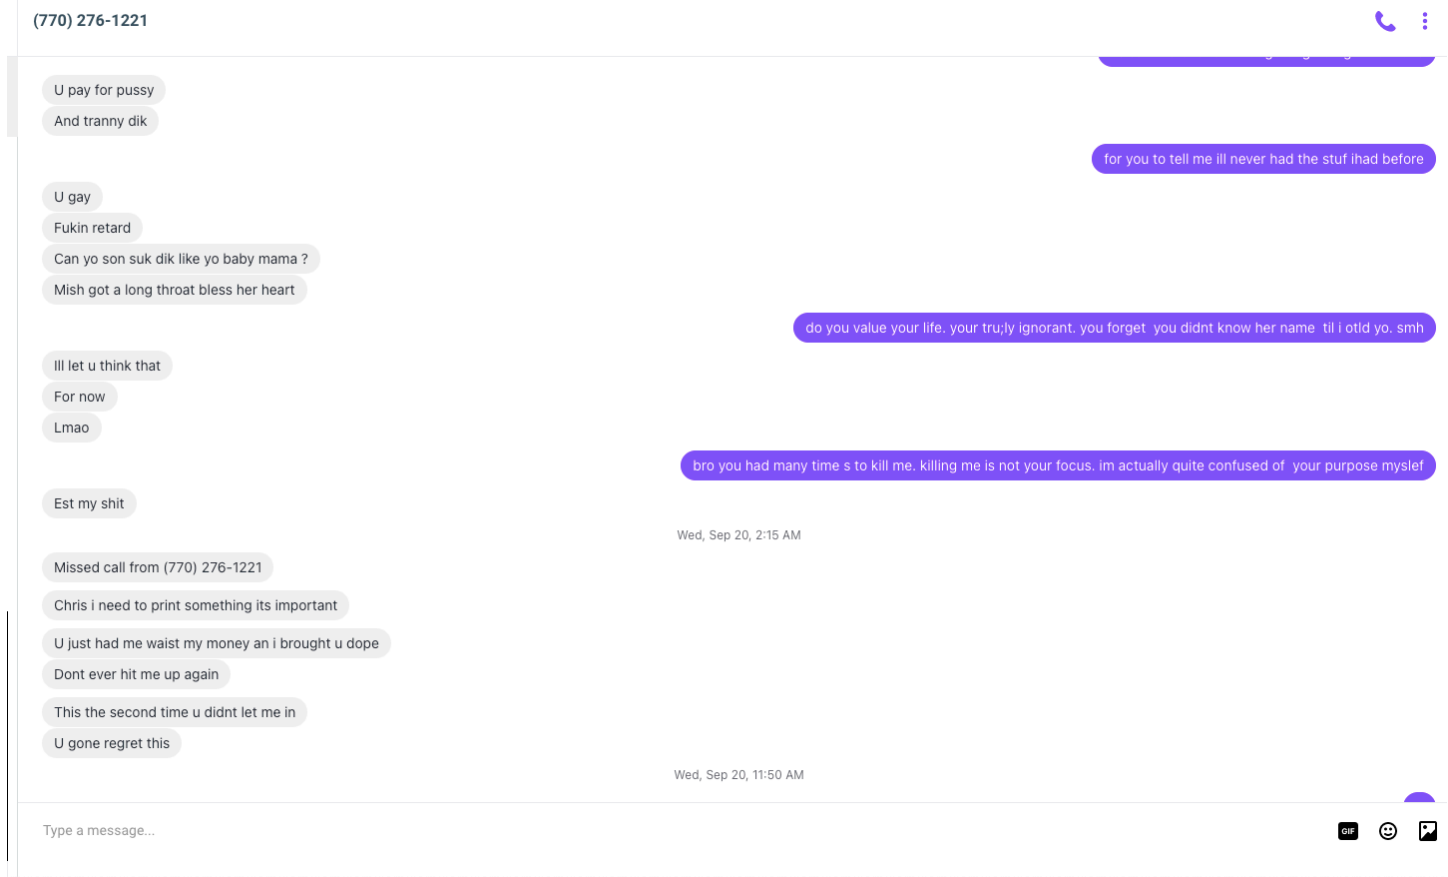 (770) 276-1221
U pay for pussy
And tranny dik
for you to tell me ill never had the stuf ihad before
U gay
Fukin retard
Can yo son suk dik like yo baby mama ?
Mish got a long throat bless her heart
do you value your life. your tru;ly ignorant. you forget  you didnt know her name  til i otld yo. smh
Ill let u think that
For now
Lmao
bro you had many time s to kill me. killing me is not your focus. im actually quite confused of  your purpose myslef
Est my shit
Wed, Sep 20, 2:15 AM
Missed call from (770) 276-1221
Chris i need to print something its important
U just had me waist my money an i brought u dope
Dont ever hit me up again
This the second time u didnt let me in
U gone regret this
Wed, Sep 20, 11:50 AM
Type a message...
GIF